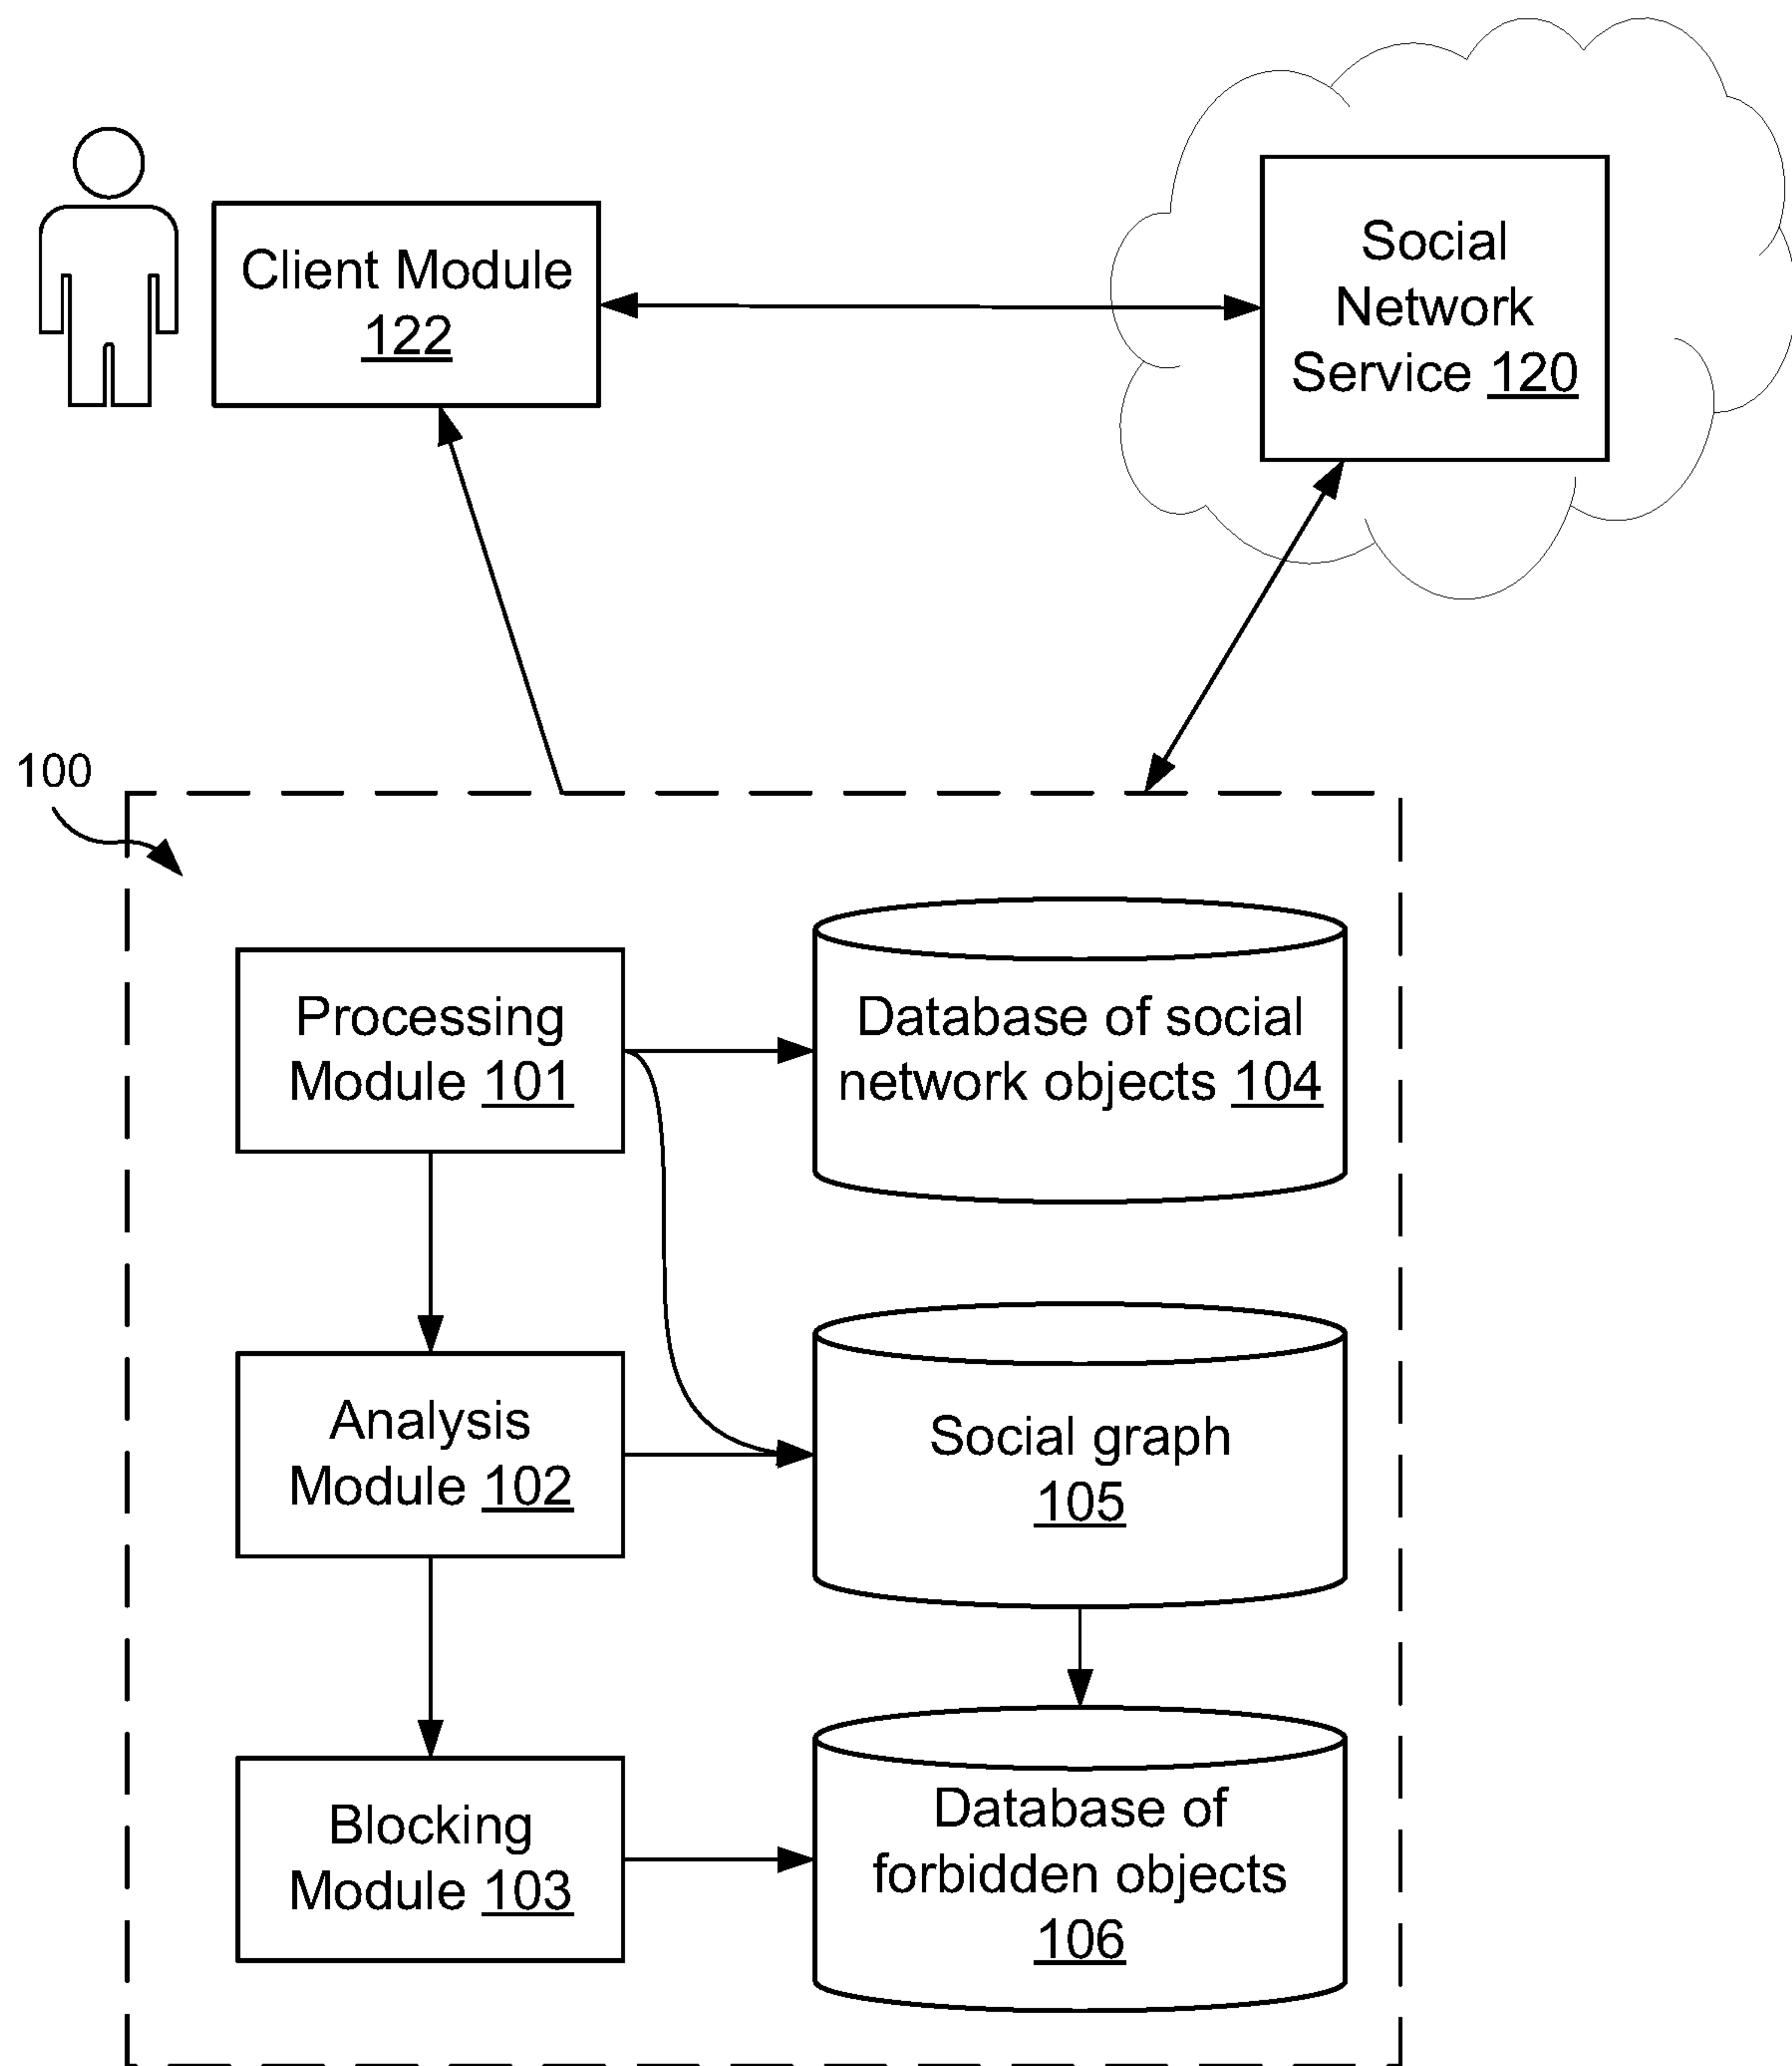 Client Module
122
Social
Network
Service 120
100
Processing
Module 101
Database of social
network objects 104
Analysis
Module 102
Social graph
105
Blocking
Module 103
Database of
forbidden objects
106